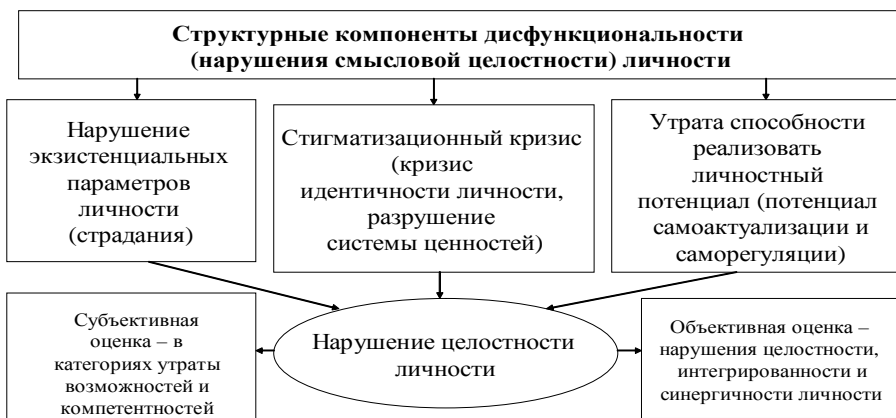 Структурные компоненты дисфункциональности
(нарушения смысловой целостности) личности
Нарушение
экзистенциальных
параметров
личности
(страдания)
Стигматизационный кризис
(кризис
идентичности личности,
разрушение
системы ценностей)
Утрата способности
реализовать
личностный
потенциал (потенциал
самоактуализации и
саморегуляции)
Субъективная
оценка – в
категориях утраты
возможностей и
компетентностей
Нарушение целостности
личности
Объективная оценка –
нарушения целостности,
интегрированности и
синергичности личности